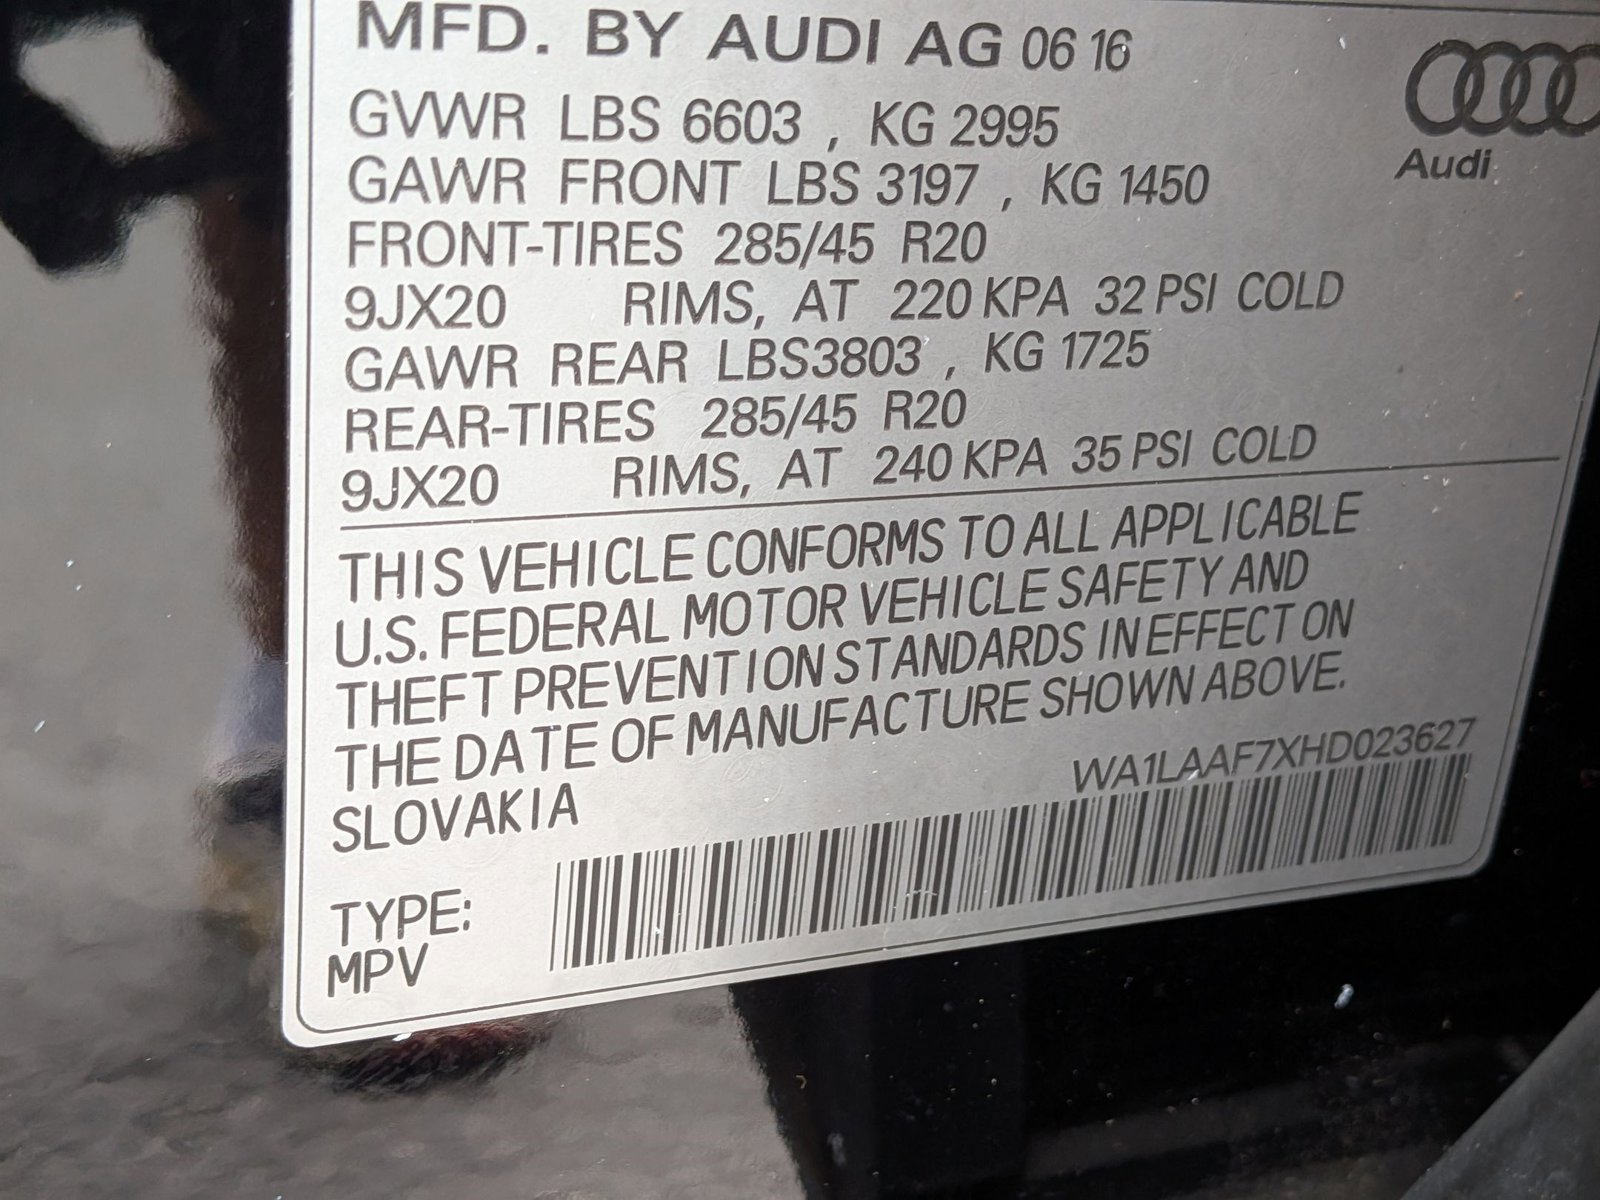 MFD. BY AUDI AG 06 16
GVWR LBS 6603 , KG 2995
GAWR FRONT LBS 3197 , KG 1450
FRONT-TIRES 285/45 R20
9JX20 RIMS, AT 220 KPA 32 PSI COLD
GAWR REAR LBS3803 , KG 1725
REAR-TIRES 285/45 R20
9JX20 RIMS, AT 240 KPA 35 PSI COLD
Audi
THIS VEHICLE CONFORMS TO ALL APPLICABLE
U.S. FEDERAL MOTOR VEHICLE SAFETY AND
THEFT PREVENTION STANDARDS IN EFFECT ON
THE DATE OF MANUFACTURE SHOWN ABOVE.
SLOVAKIA
WA1LAAF7XHD023627
TYPE:
MPV